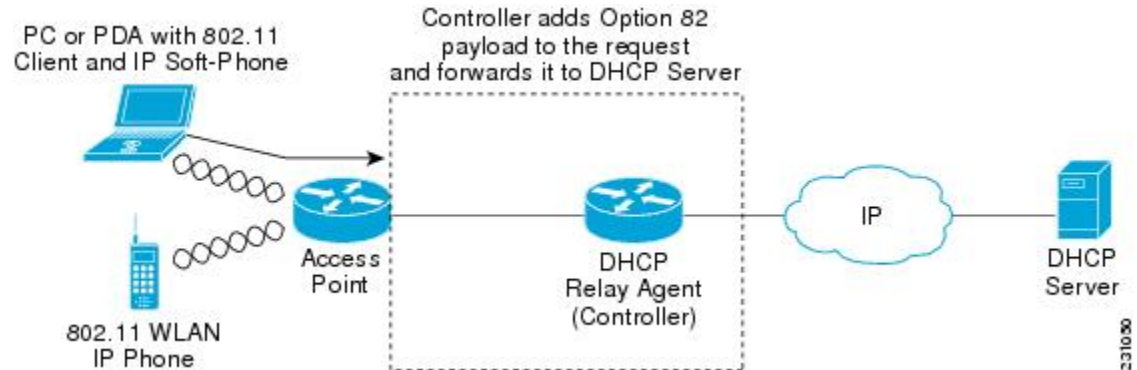 Controller adds Option 82
payload to the request
and forwards it to DHCP Server
PC or PDA with 802.11
Client and IP Soft-Phone
Access
Point
802.11 WLAN
IP Phone
DHCP
Relay Agent
(Controller)
IP
DHCP
Server
231050